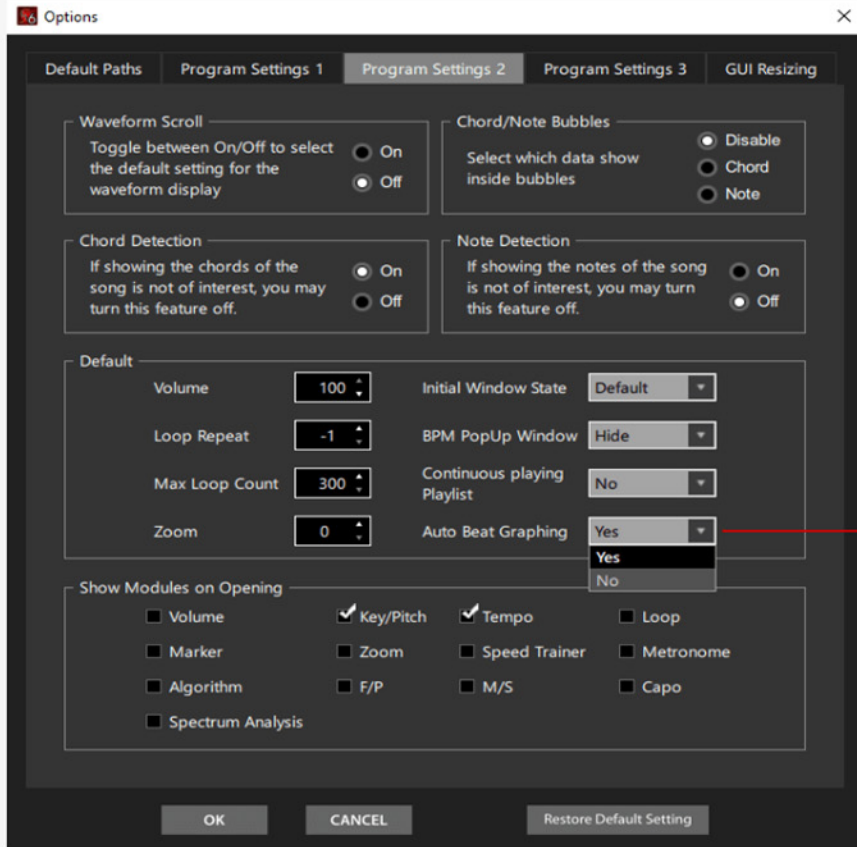 Options
Default Paths Program Settings 1 Program Settings 2 Program Settings 3 GUI Resizing
Waveform Scroll
Toggle between On/Off to select
the default setting for the
waveform display
On
Off
Chord/Note Bubbles
Select which data show
inside bubbles
Disable
Chord
Note
Chord Detection
If showing the chords of the
song is not of interest, you may
turn this feature off.
On
Off
Note Detection
If showing the notes of the song
is not of interest, you may turn
this feature off.
On
Off
Default
Volume 100 Initial Window State Default
Loop Repeat -1 BPM PopUp Window Hide
Max Loop Count 300 Continuous playing
Playlist No
Zoom 0 Auto Beat Graphing Yes
Yes
No
Show Modules on Opening
Volume Key/Pitch Tempo Loop
Marker Zoom Speed Trainer Metronome
Algorithm F/P M/S Capo
Spectrum Analysis
OK CANCEL Restore Default Setting